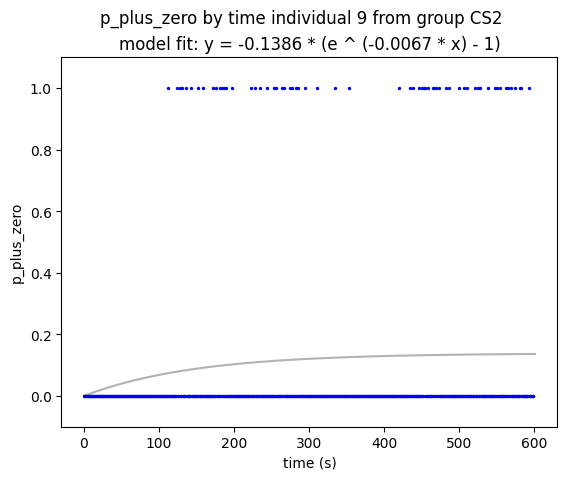 p_plus_zero by time individual 9 from group CS2
model fit: y = -0.1386 * (e ^ (-0.0067 * x) - 1)
1.0
0.8
0.6
0.4
0.2
0.0
p_plus_zero
0 100 200 300 400 500 600
time (s)